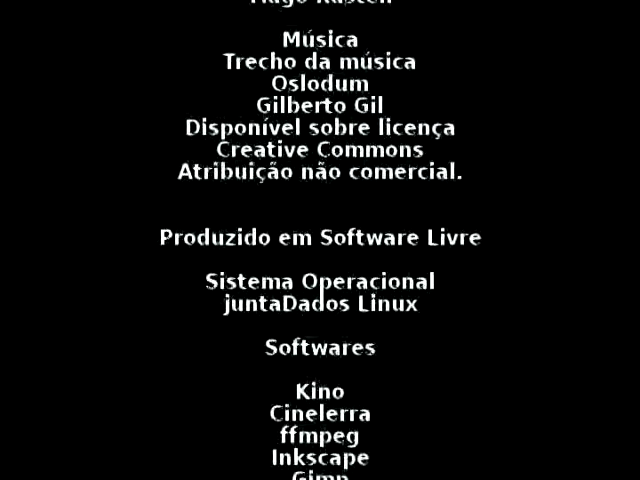 Música
Trecho da música
Oslodum
Gilberto Gil
Disponível sobre licença
Creative Commons
Atribuição não comercial.
Produzido em Software Livre
Sistema Operacional
juntaDados Linux
Softwares
Kino
Cinelerra
ffmpeg
Inkscape
Gimp